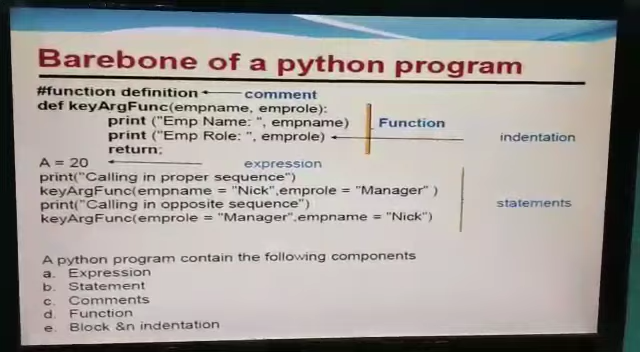 Barebone of a python program
#function definition comment
def keyArgFunc(empname, emprole):
print ("Emp Name: ", empname) Function
print ("Emp Role: ", emprole) indentation
return;
A = 20 expression
print("Calling in proper sequence")
keyArgFunc(empname = "Nick",emprole = "Manager" )
print("Calling in opposite sequence") statements
keyArgFunc(emprole = "Manager",empname = "Nick")
A python program contain the following components
a. Expression
b. Statement
c. Comments
d. Function
e. Block &n indentation